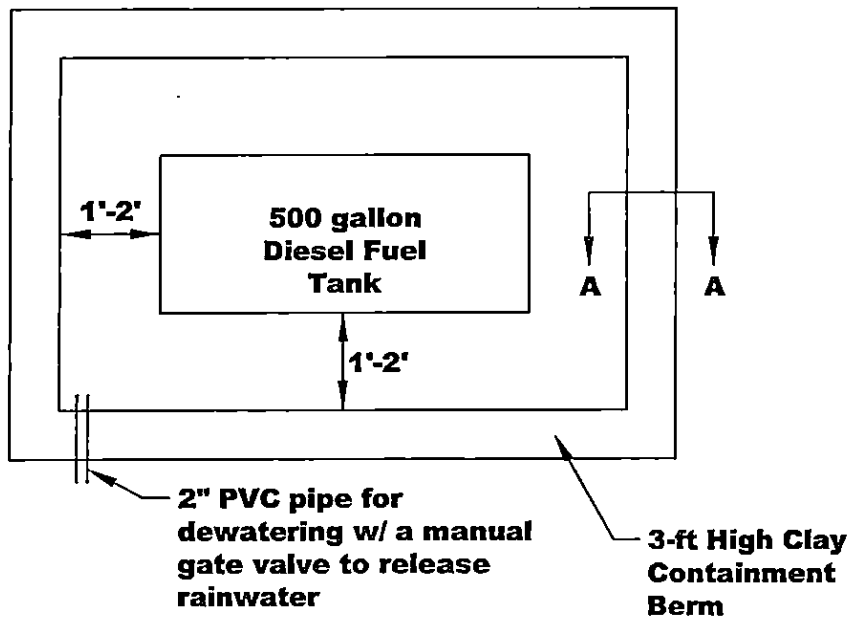 1'-2'
500 gallon
Diesel Fuel
Tank
A A
1'-2'
2" PVC pipe for
dewatering w/ a manual
gate valve to release
rainwater
3-ft High Clay
Containment
Berm